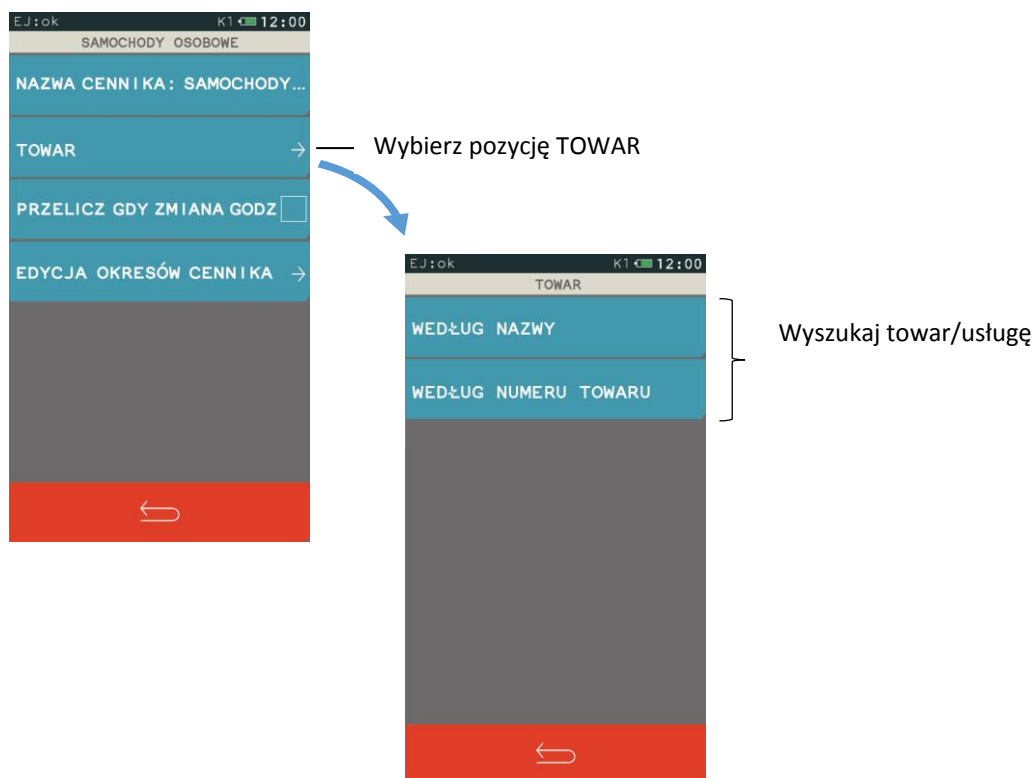 EJ:ok K1 12:00
SAMOCHODY OSOBOWE
NAZWA CENNIKA: SAMOCHODY...
TOWAR
Wybierz pozycję TOWAR
PRZELICZ GDY ZMIANA GODZ
EDYCJA OKRESÓW CENNIKA
EJ:ok K1 12:00
TOWAR
WEDŁUG NAZWY
Wyszukaj towar/usługę
WEDŁUG NUMERU TOWARU